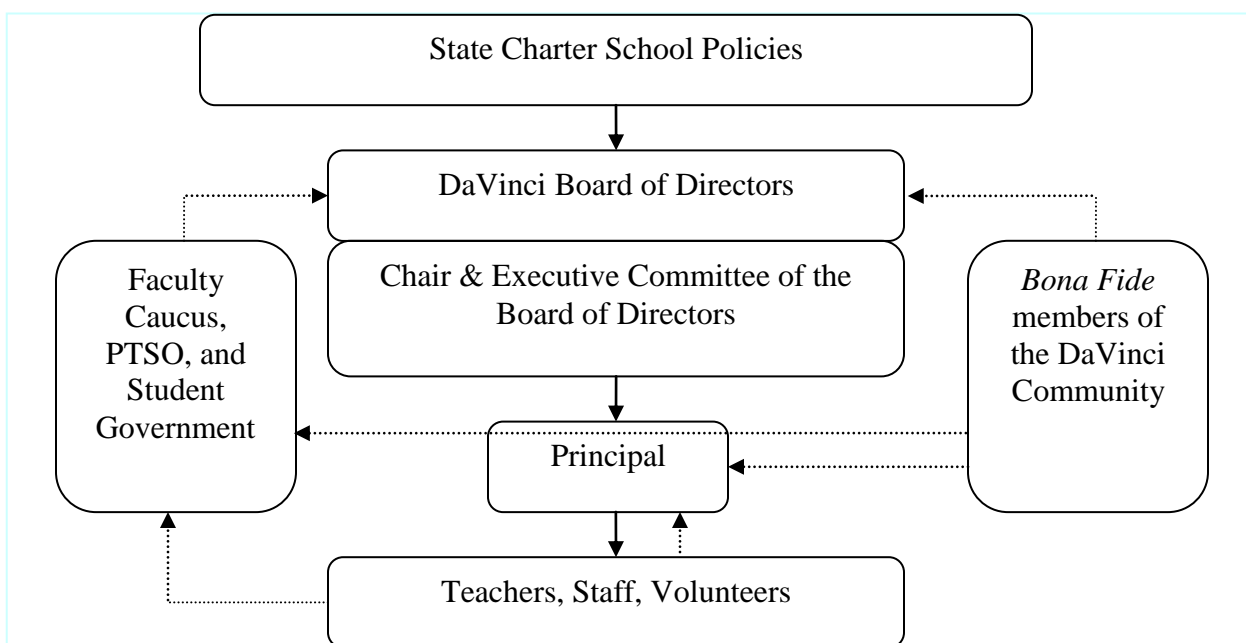 State Charter School Policies
DaVinci Board of Directors
Chair & Executive Committee of the
Board of Directors
Faculty
Caucus,
PTSO, and
Student
Government
Bona Fide
members of
the DaVinci
Community
Principal
Teachers, Staff, Volunteers